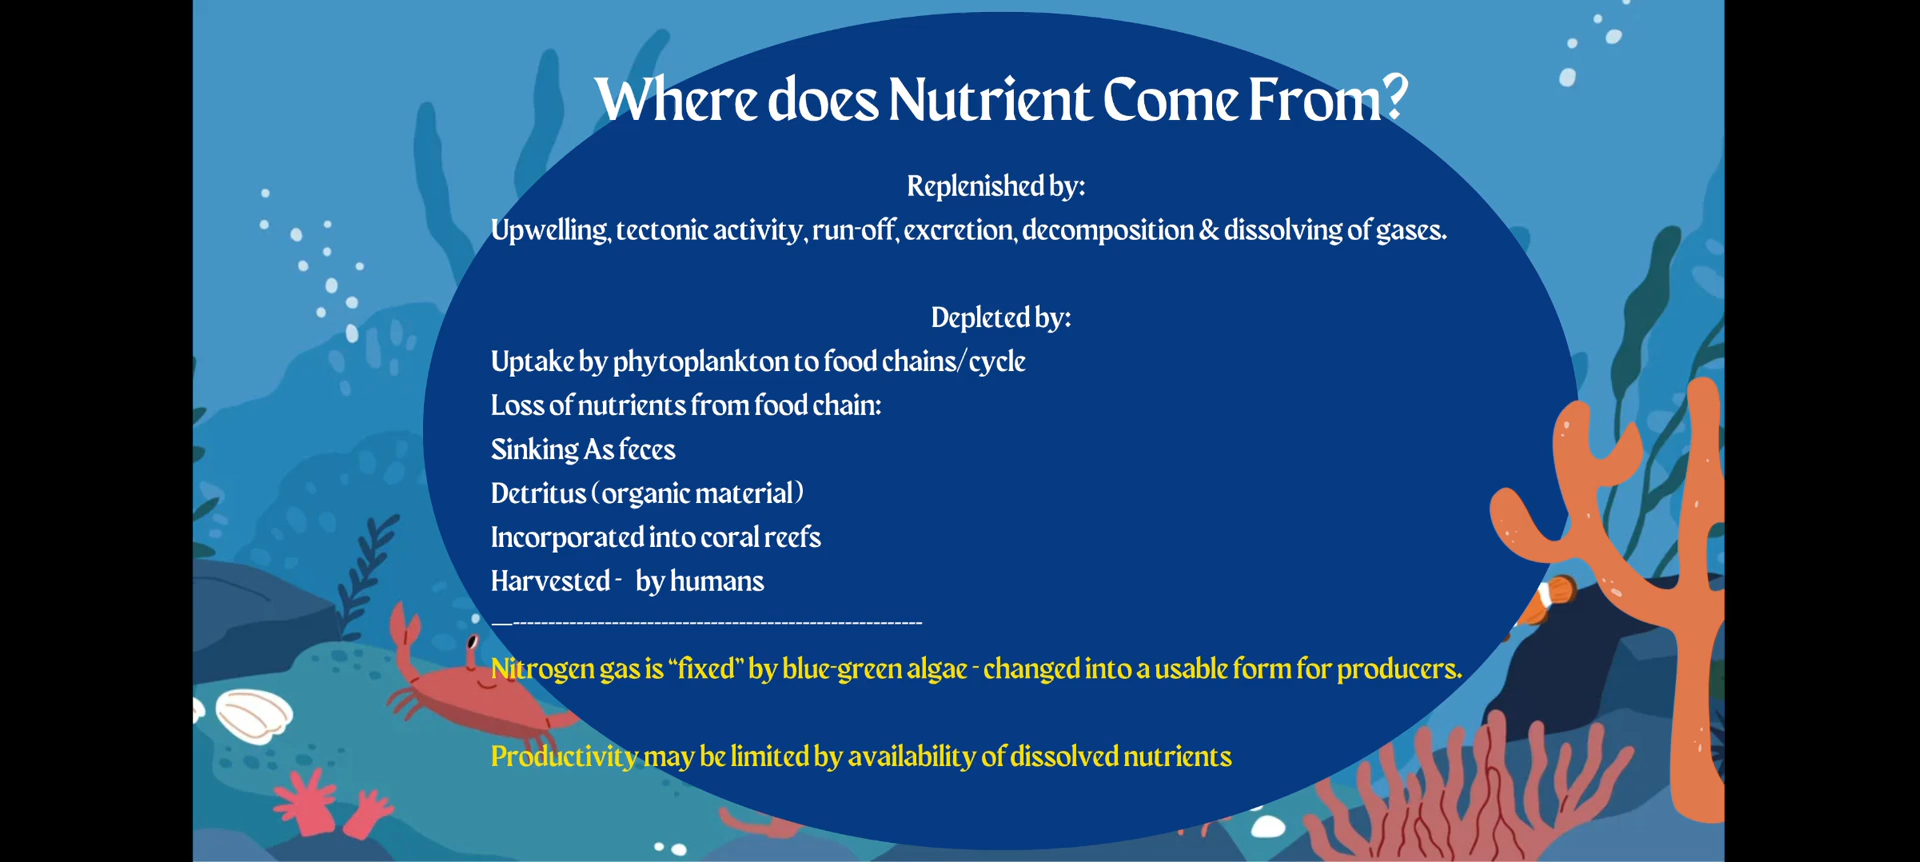 Where does Nutrient Come From?
Replenished by:
Upwelling, tectonic activity, run-off, excretion, decomposition & dissolving of gases.
Depleted by:
Uptake by phytoplankton to food chains/cycle
Loss of nutrients from food chain:
Sinking As feces
Detritus (organic material)
Incorporated into coral reefs
Harvested - by humans
—----------------------------------------------------------
Nitrogen gas is “fixed” by blue-green algae - changed into a usable form for producers.
Productivity may be limited by availability of dissolved nutrients